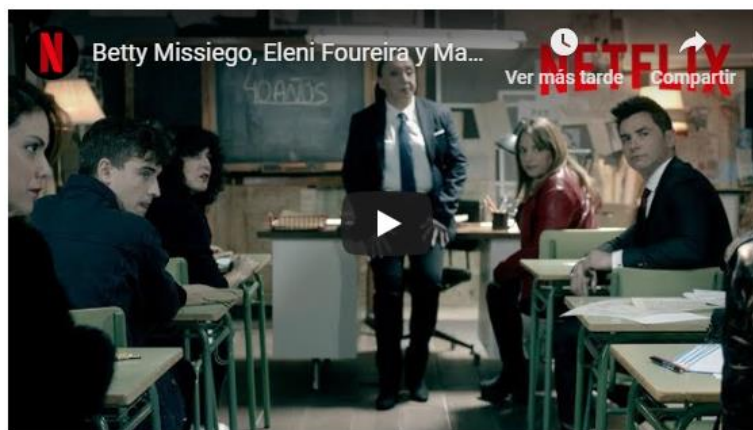 N
Betty Missiego, Eleni Foureira y Ma...
NETFLIX
Ver más tarde
Compartir
40 AÑOS